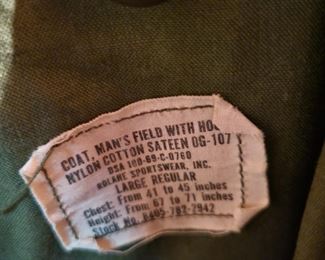 COAT, MAN'S FIELD WITH HO
NYLON COTTON SATEEN OG-107
DSA 100-69-C-0760
ROLANE SPORTSWEAR, INC.
LARGE REGULAR
Chest: From 41 to 45 inches
Height: From 67 to 71 inches
Stock No. 8405-782-2942